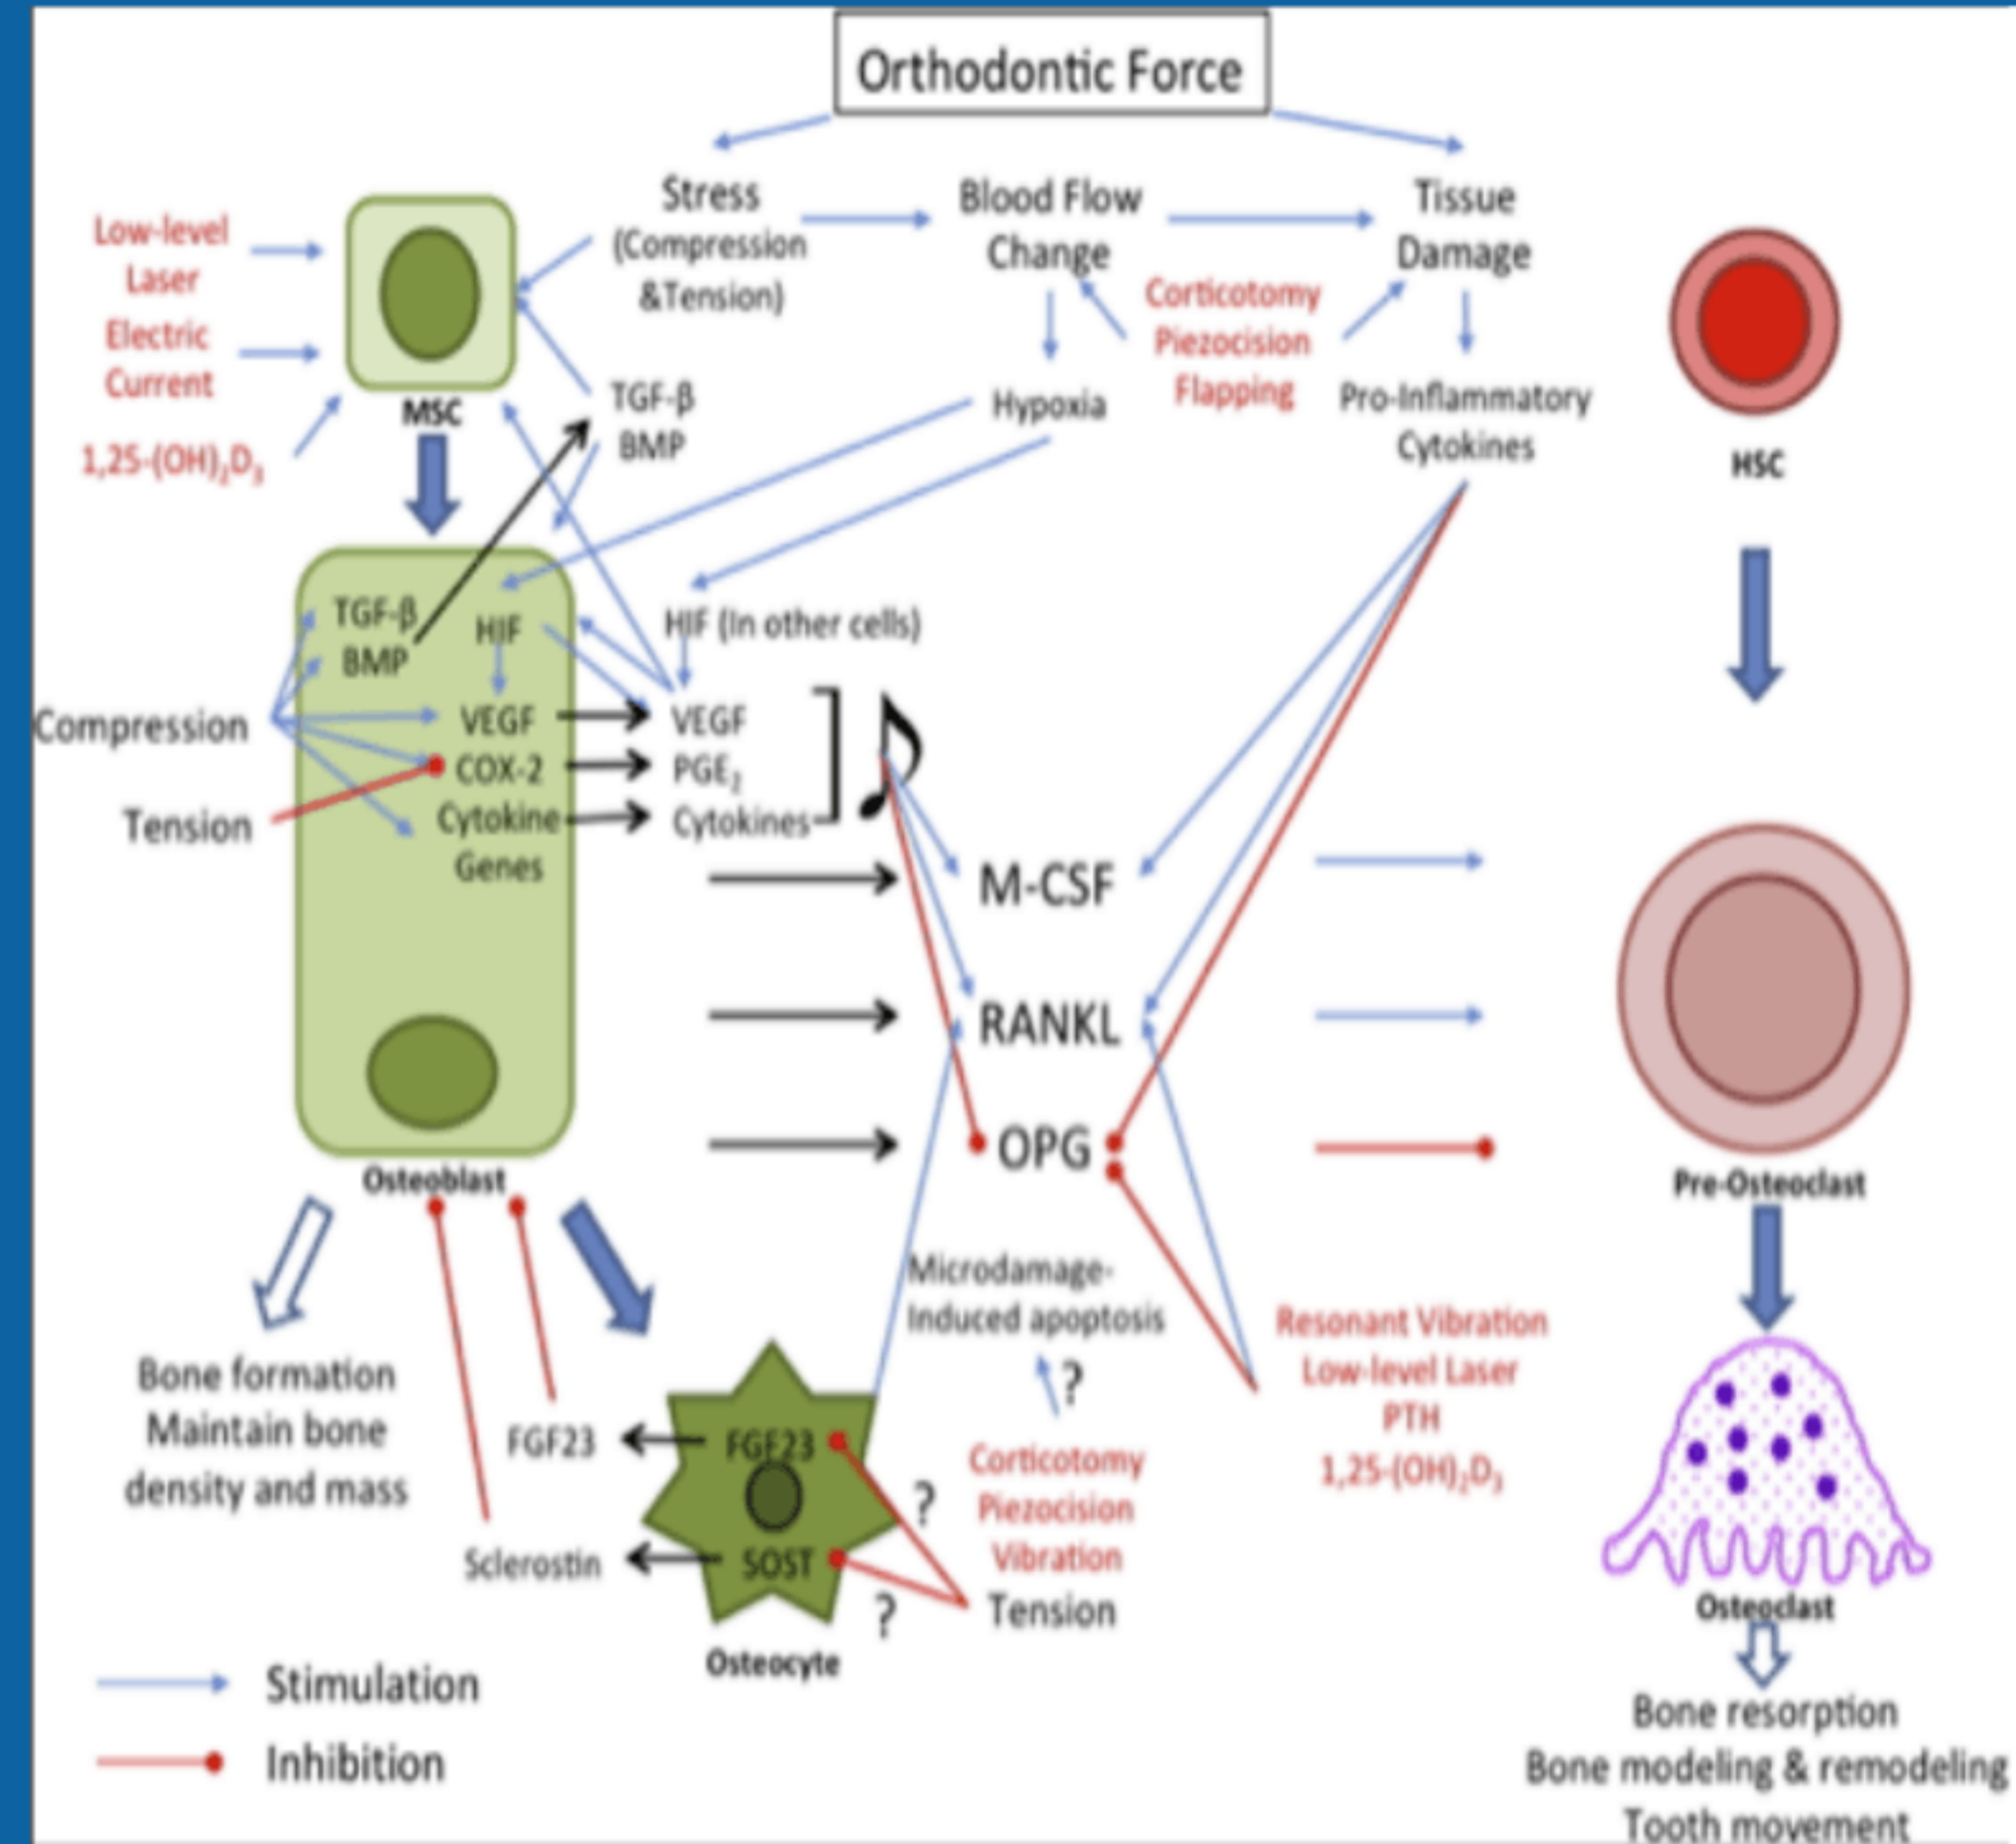 Orthodontic Force
Stress
(Compression
&Tension)
Blood Flow
Change
Tissue
Damage
Low-level
Laser
Electric
Current
1,25-(OH)₂D₃
MSC
TGF-β
BMP
Hypoxia
Corticotomy
Piezocision
Flapping
Pro-Inflammatory
Cytokines
HSC
TGF-β
BMP
HIF
HIF (In other cells)
Compression
Tension
VEGF
COX-2
Cytokine
Genes
VEGF
PGE₂
Cytokines
M-CSF
RANKL
OPG
Osteoblast
Pre-Osteoclast
Bone formation
Maintain bone
density and mass
Microdamage-
Induced apoptosis
?
FGF23
Sclerostin
FGF23
SOST
Osteocyte
?
?
Corticotomy
Piezocision
Vibration
Tension
Resonant Vibration
Low-level Laser
PTH
1,25-(OH)₂D₃
Osteoclast
Bone resorption
Bone modeling & remodeling
Tooth movement
Stimulation
Inhibition